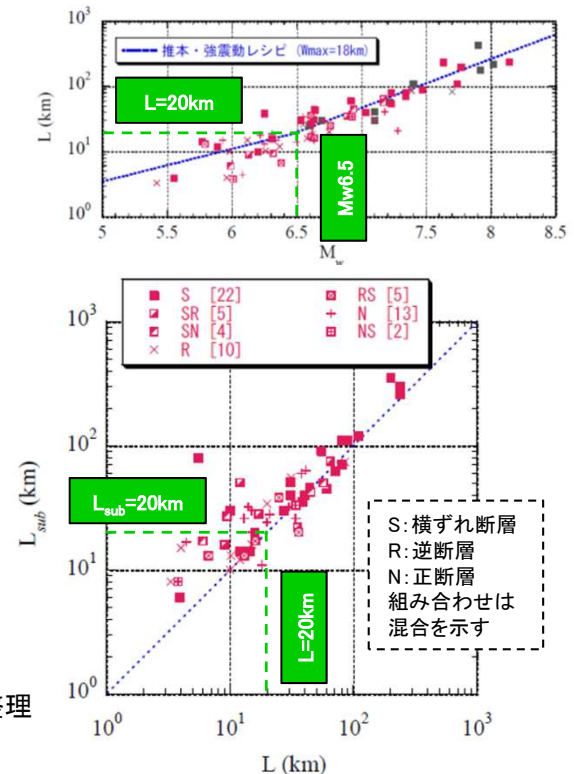 10³
推本・強震動レシピ (Wmax=18km)
L (km)
10²
L=20km
10¹
Mw6.5
10⁰
5 5.5 6 6.5 7 7.5 8 8.5
M_w
S [22] RS [5]
SR [5] N [13]
SN [4] NS [2]
R [10]
10³
L_sub (km)
10²
L_sub=20km
S:横ずれ断層
R:逆断層
N:正断層
組み合わせは
混合を示す
10¹
L=20km
10⁰
整理
10⁰ 10¹ 10² 10³
L (km)